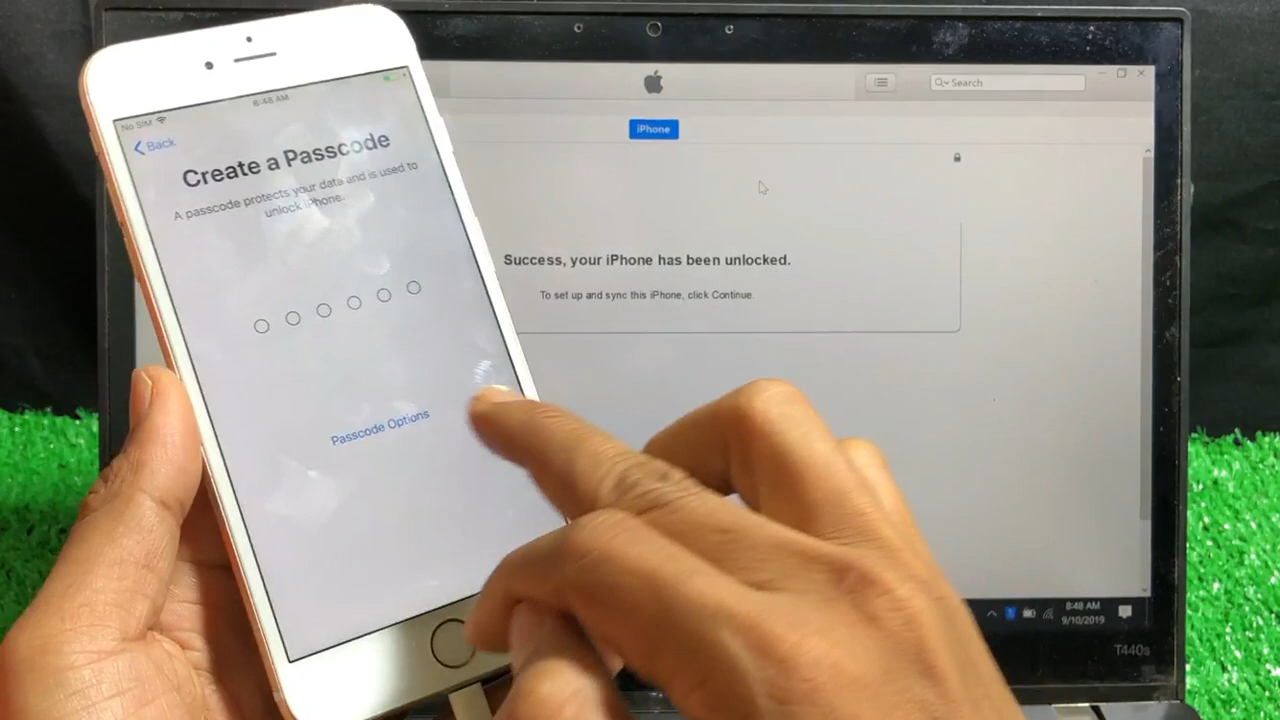 No SIM
8:48 AM
Back
Create a Passcode
A passcode protects your data and is used to
unlock iPhone.
Passcode Options
Search
iPhone
Success, your iPhone has been unlocked.
To set up and sync this iPhone, click Continue.
8:48 AM
9/10/2019
T440s